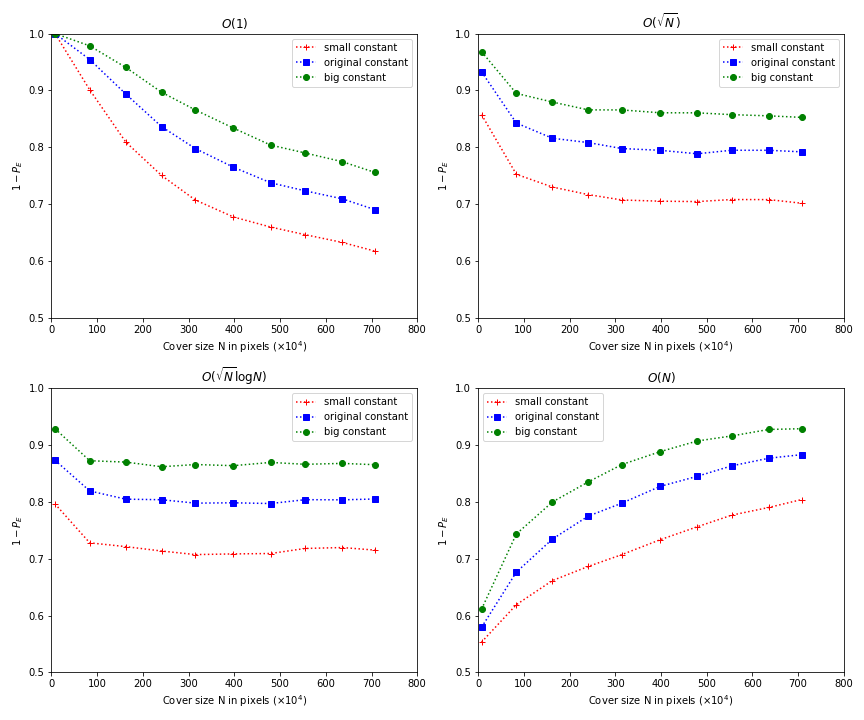 O(1)
small constant
original constant
big constant
1.0
0.9
0.8
0.7
0.6
0.5
1 − P_E
0 100 200 300 400 500 600 700 800
Cover size N in pixels (×10⁴)
O(√N)
small constant
original constant
big constant
1.0
0.9
0.8
0.7
0.6
0.5
1 − P_E
0 100 200 300 400 500 600 700 800
Cover size N in pixels (×10⁴)
O(√N logN)
small constant
original constant
big constant
1.0
0.9
0.8
0.7
0.6
0.5
1 − P_E
0 100 200 300 400 500 600 700 800
Cover size N in pixels (×10⁴)
O(N)
small constant
original constant
big constant
1.0
0.9
0.8
0.7
0.6
0.5
1 − P_E
0 100 200 300 400 500 600 700 800
Cover size N in pixels (×10⁴)